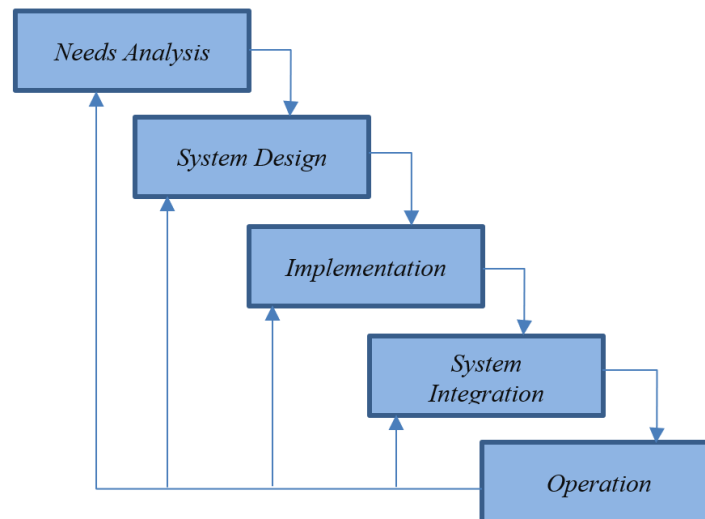 Needs Analysis
System Design
Implementation
System
Integration
Operation